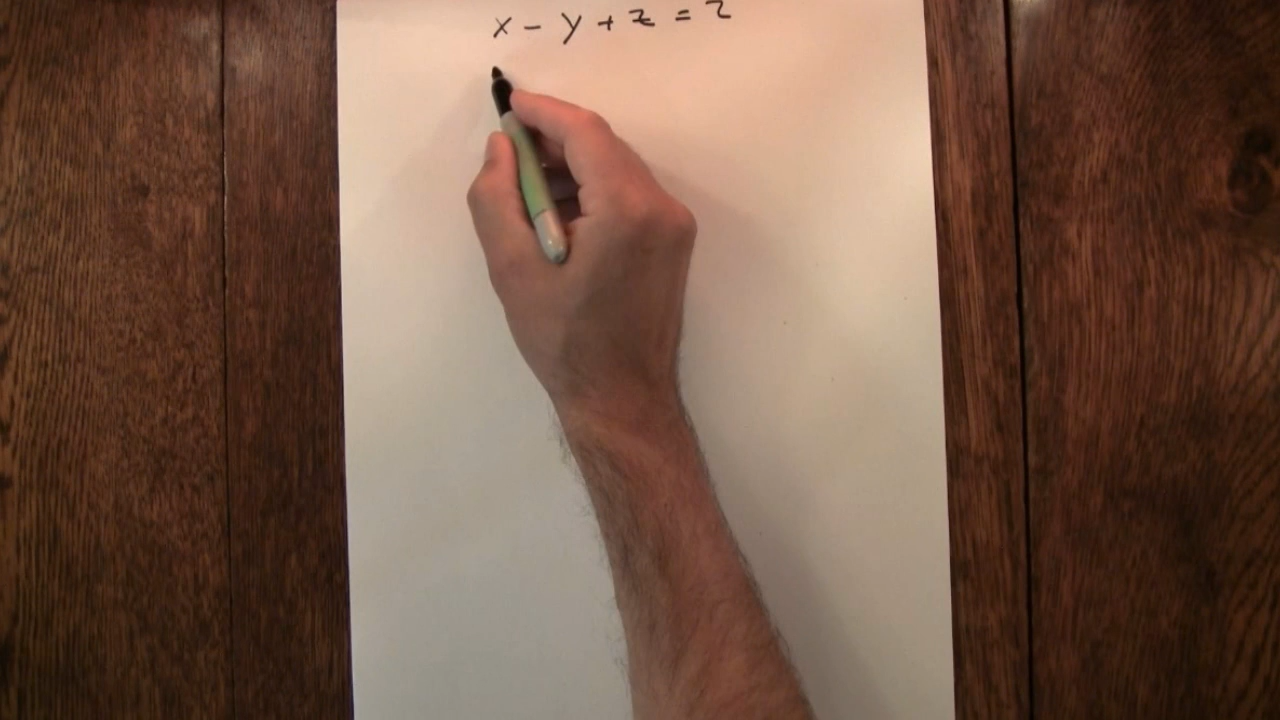 x - y + z = 2